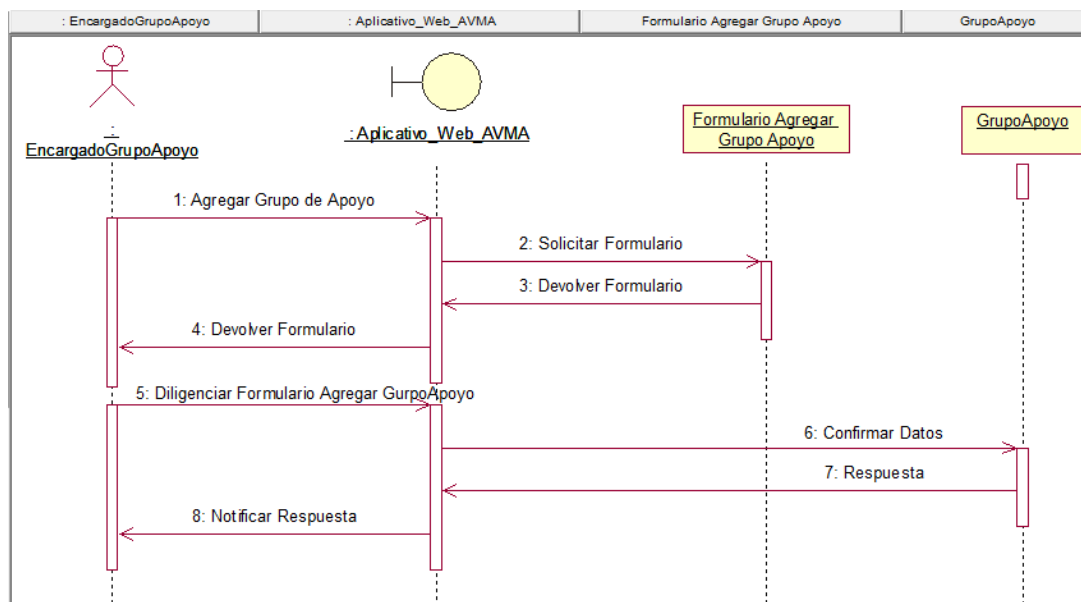 : EncargadoGrupoApoyo
: Aplicativo_Web_AVMA
Formulario Agregar Grupo Apoyo
GrupoApoyo
:
EncargadoGrupoApoyo
: Aplicativo_Web_AVMA
Formulario Agregar
Grupo Apoyo
GrupoApoyo
1: Agregar Grupo de Apoyo
2: Solicitar Formulario
3: Devolver Formulario
4: Devolver Formulario
5: Diligenciar Formulario Agregar GurpoApoyo
6: Confirmar Datos
7: Respuesta
8: Notificar Respuesta